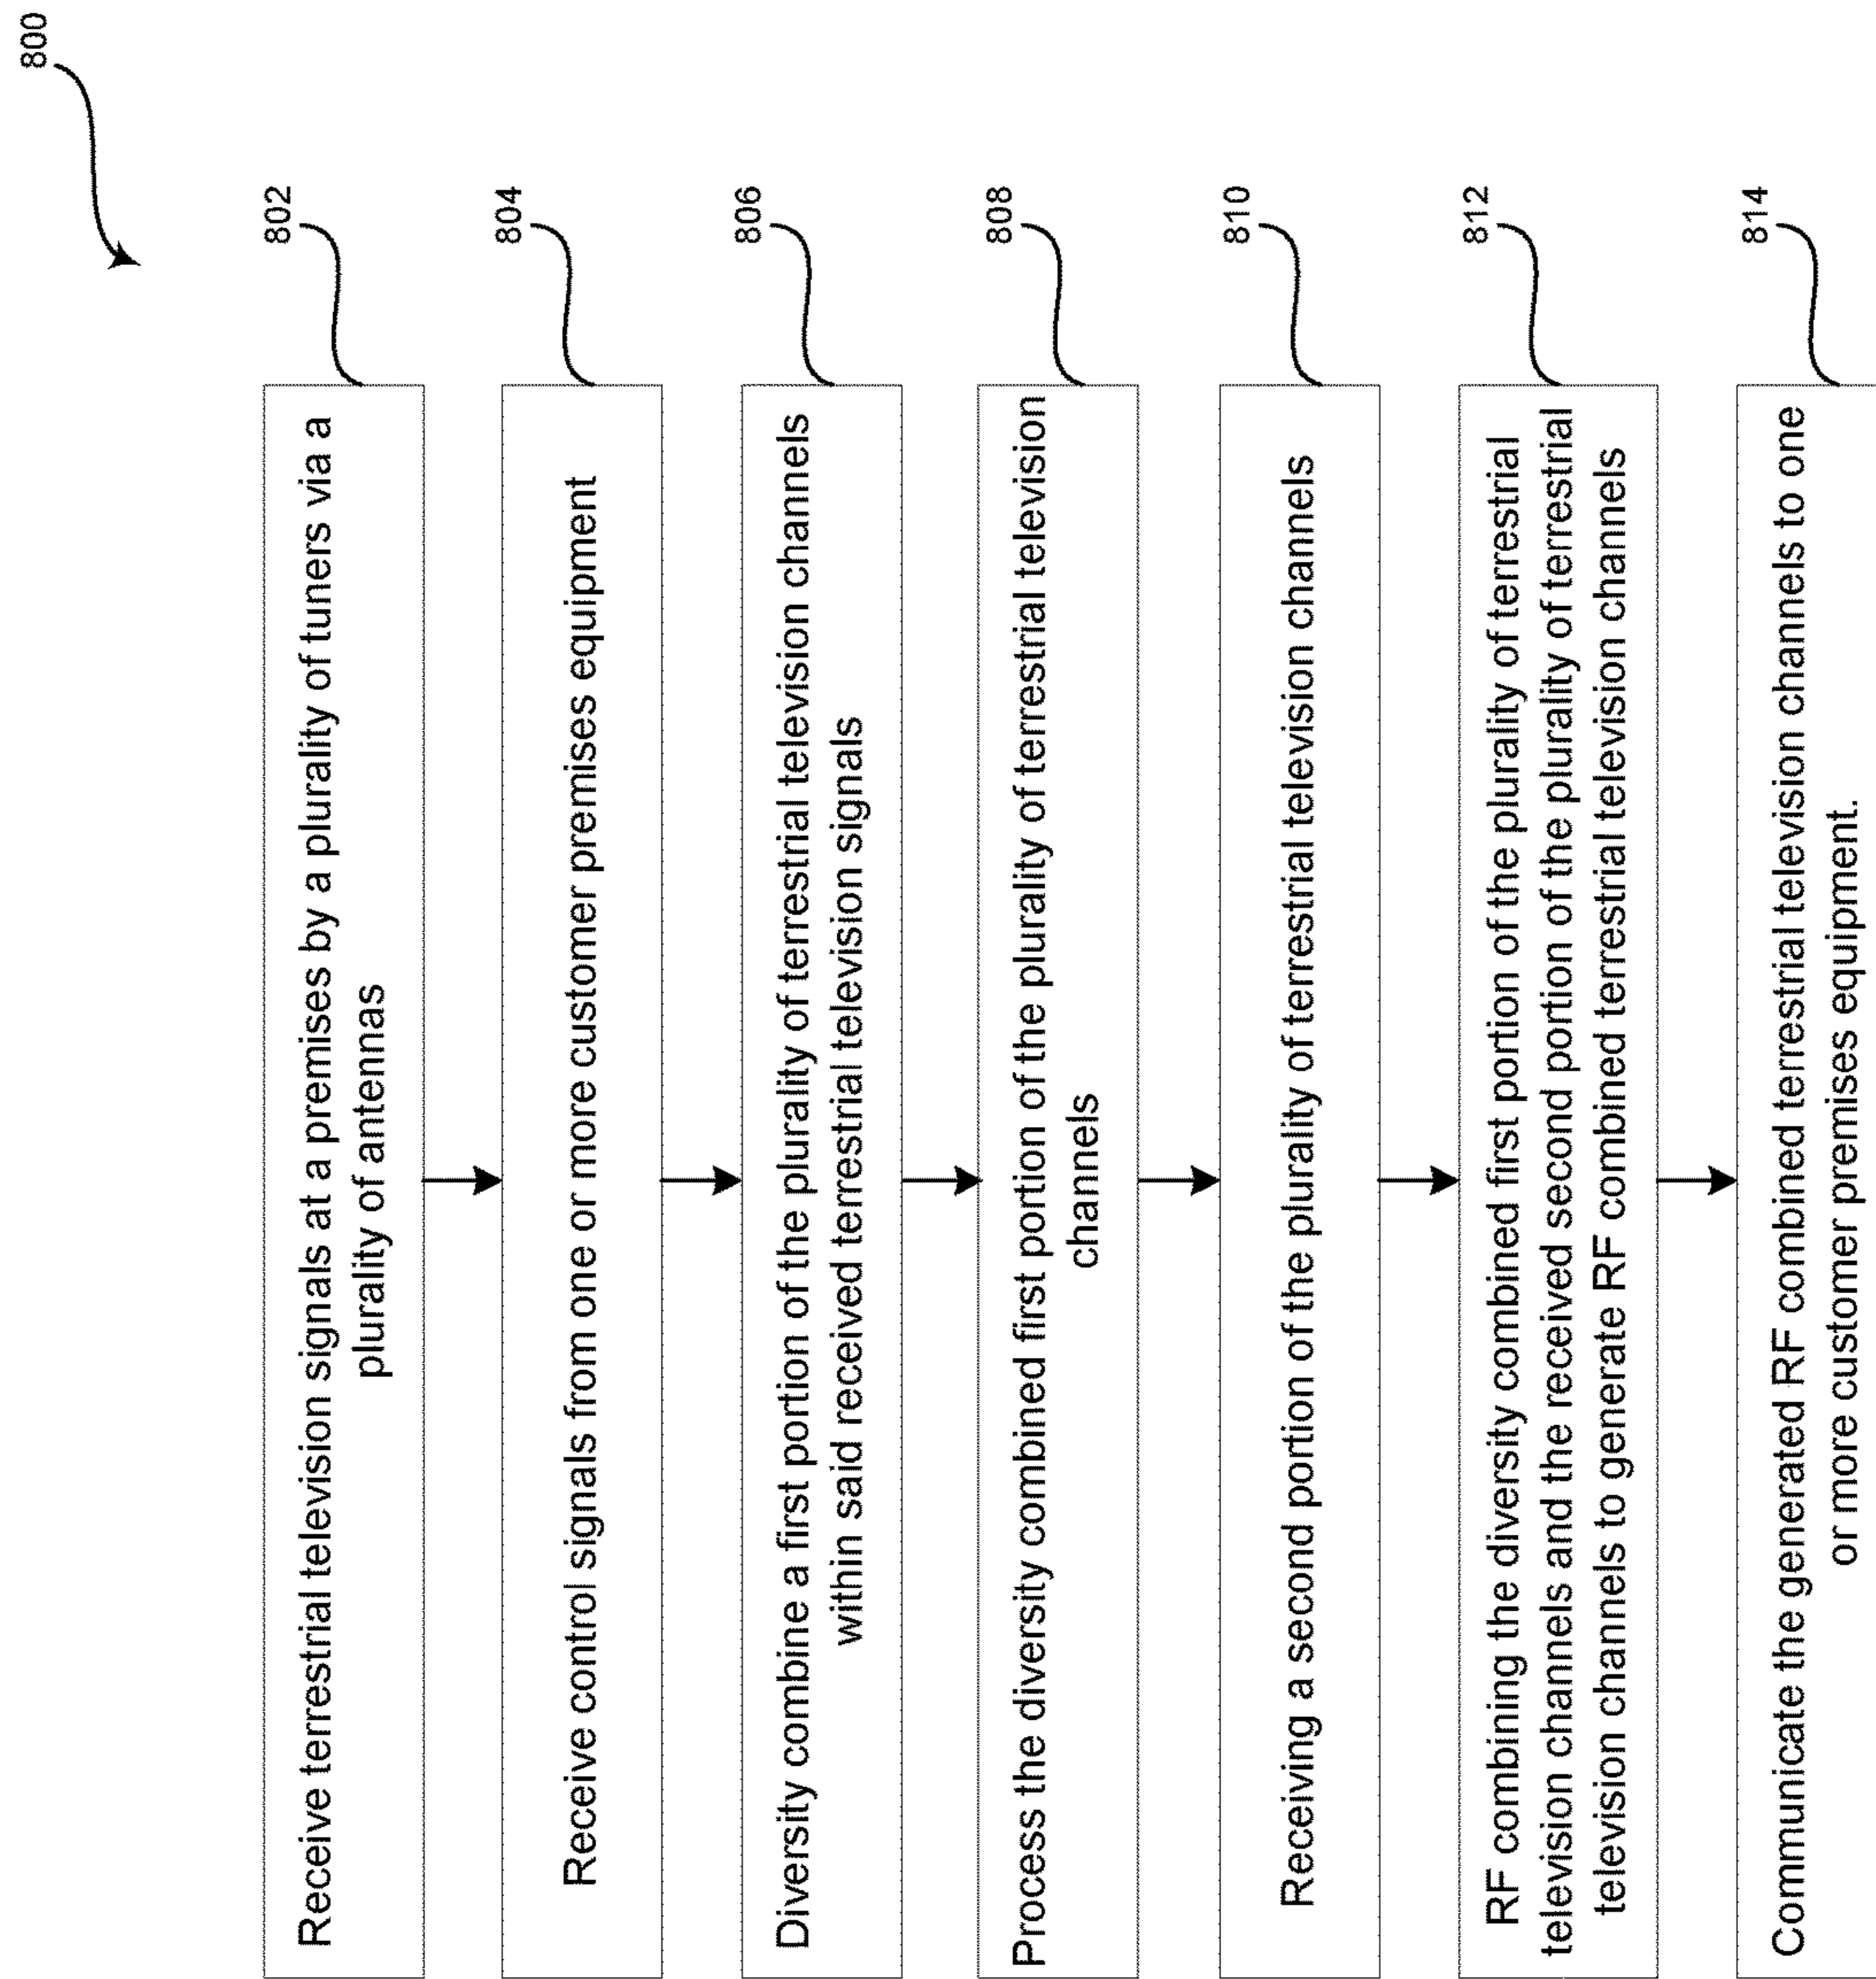 800
802
Receive terrestrial television signals at a premises by a plurality of tuners via a
plurality of antennas
804
Receive control signals from one or more customer premises equipment
806
Diversity combine a first portion of the plurality of terrestrial television channels
within said received terrestrial television signals
808
Process the diversity combined first portion of the plurality of terrestrial television
channels
810
Receiving a second portion of the plurality of terrestrial television channels
812
RF combining the diversity combined first portion of the plurality of terrestrial
television channels and the received second portion of the plurality of terrestrial
television channels to generate RF combined terrestrial television channels
814
Communicate the generated RF combined terrestrial television channels to one
or more customer premises equipment.